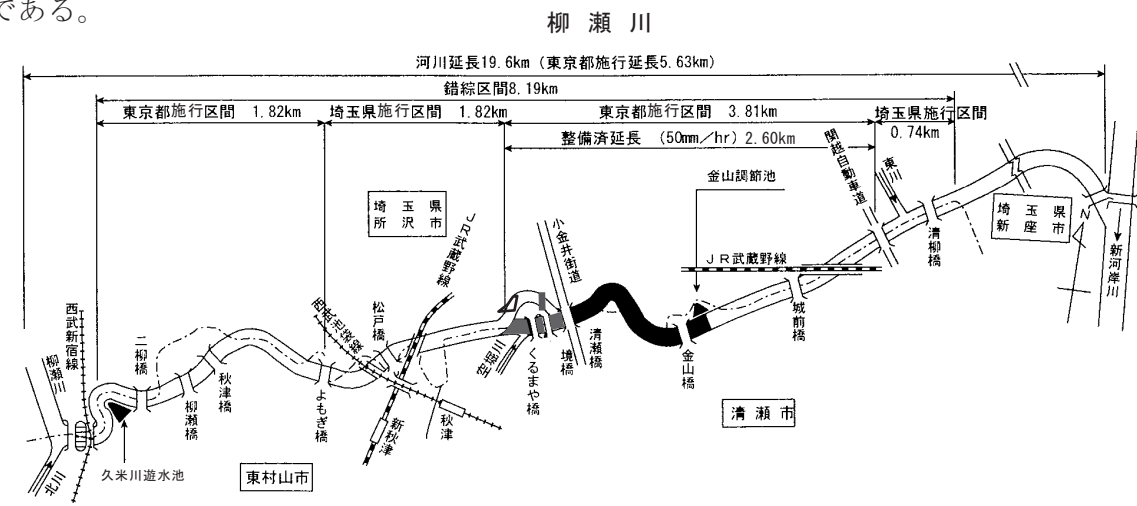 である。
柳瀬川
河川延長19.6km（東京都施行延長5.63km）
錯綜区間8.19km
東京都施行区間 1.82km
埼玉県施行区間 1.82km
東京都施行区間 3.81km
埼玉県施行区間
0.74km
整備済延長 (50mm／hr) 2.60km
関越自動車道
東川
金山調節池
埼玉県
所沢市
JR武蔵野線
小金井街道
清柳橋
埼玉県
新座市
N
新河岸川
JR武蔵野線
西武新宿線
西武池袋線
松戸橋
城前橋
柳瀬川
二柳橋
秋津橋
柳瀬橋
よもぎ橋
空堀川
くるまや橋
境橋
清瀬橋
金山橋
新秋津
秋津
清瀬市
北川
久米川遊水池
東村山市